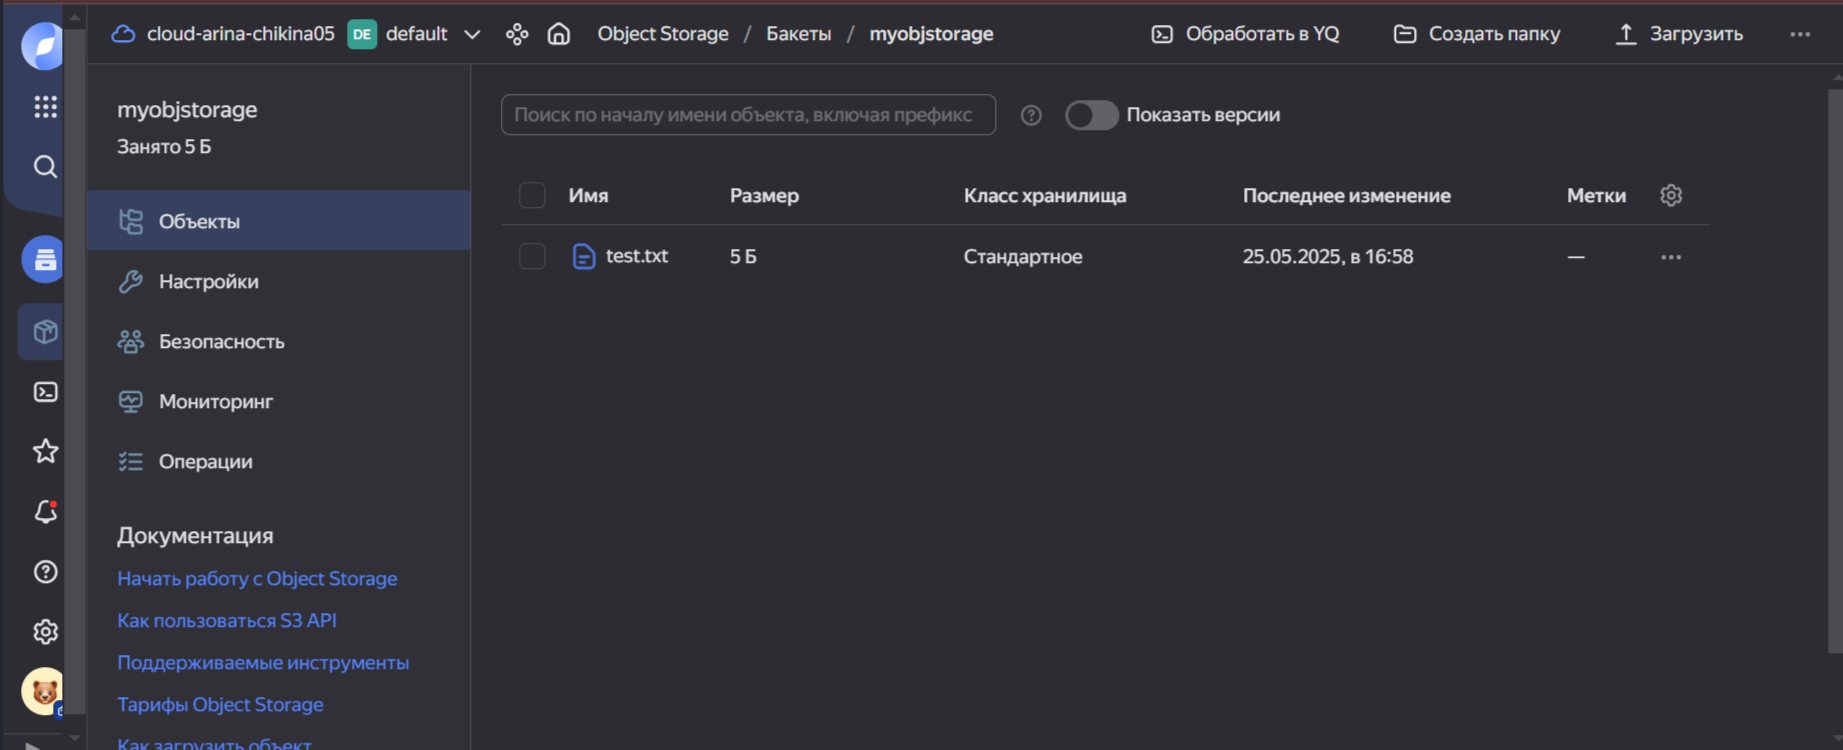 cloud-arina-chikina05 DE default Object Storage / Бакеты / myobjstorage Обработать в YQ Создать папку Загрузить
myobjstorage
Занято 5 Б
Объекты
Настройки
Безопасность
Мониторинг
Операции
Документация
Начать работу с Object Storage
Как пользоваться S3 API
Поддерживаемые инструменты
Тарифы Object Storage
Как загрузить объект
Поиск по началу имени объекта, включая префикс Показать версии
Имя Размер Класс хранилища Последнее изменение Метки
test.txt 5 Б Стандартное 25.05.2025, в 16:58 —